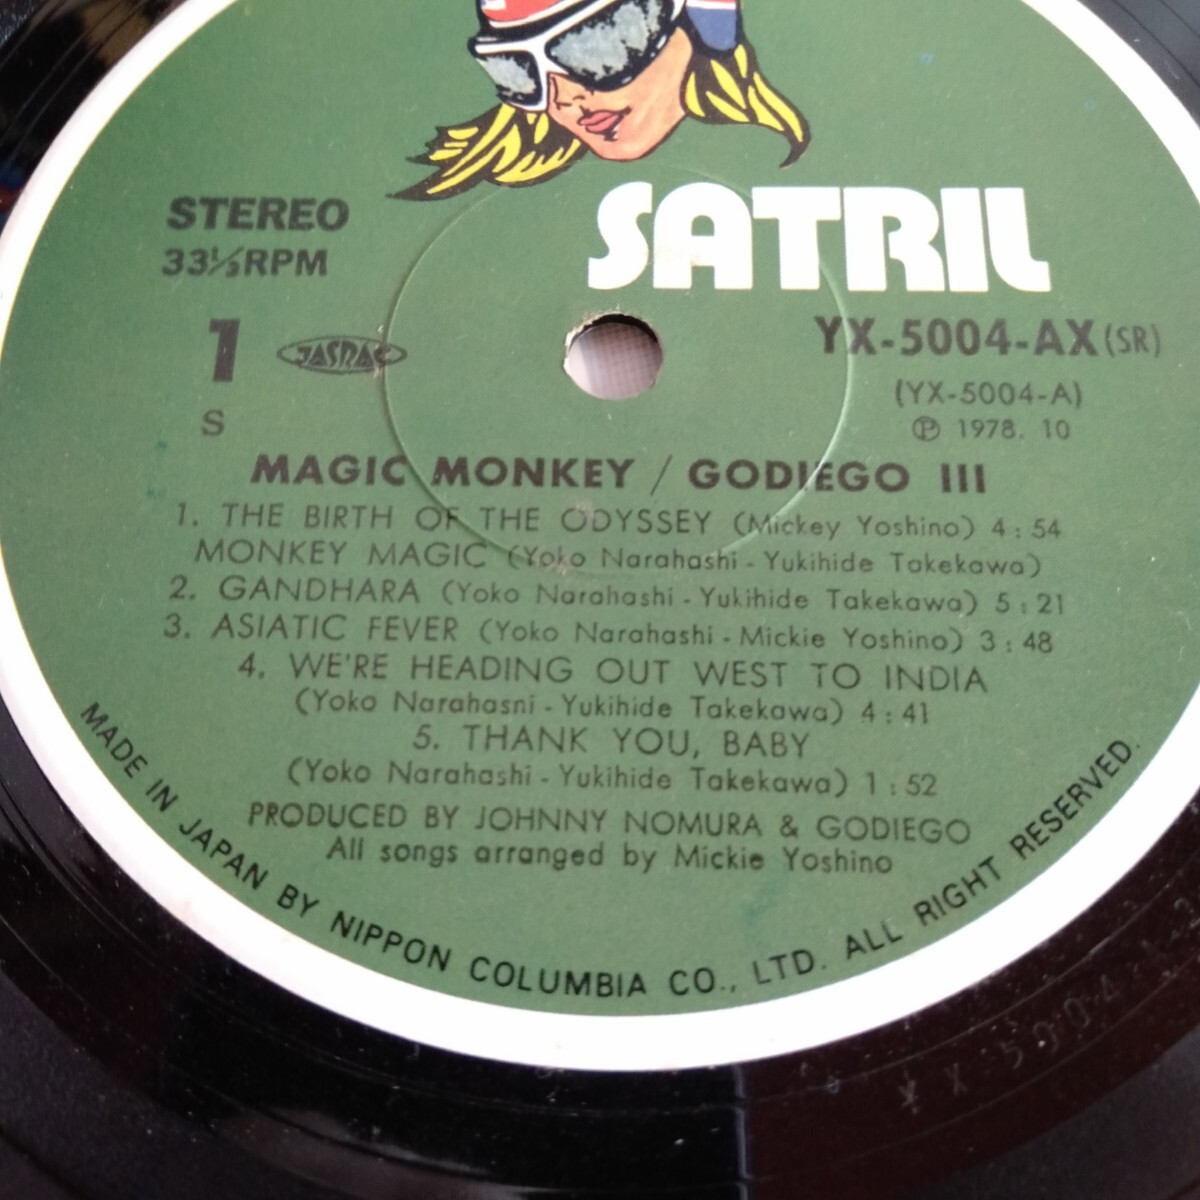 SATRIL
STEREO
33⅓RPM
1
JASRAC
S
YX-5004-AX(SR)
(YX-5004-A)
Ⓟ 1978. 10
MAGIC MONKEY / GODIEGO III
1. THE BIRTH OF THE ODYSSEY (Mickey Yoshino) 4:54
MONKEY MAGIC (Yoko Narahashi - Yukihide Takekawa)
2. GANDHARA (Yoko Narahashi - Yukihide Takekawa) 5:21
3. ASIATIC FEVER (Yoko Narahashi - Mickie Yoshino) 3:48
4. WE'RE HEADING OUT WEST TO INDIA
(Yoko Narahasni - Yukihide Takekawa) 4:41
5. THANK YOU, BABY
(Yoko Narahashi - Yukihide Takekawa) 1:52
PRODUCED BY JOHNNY NOMURA & GODIEGO
All songs arranged by Mickie Yoshino
MADE IN JAPAN BY NIPPON COLUMBIA CO., LTD. ALL RIGHT RESERVED.